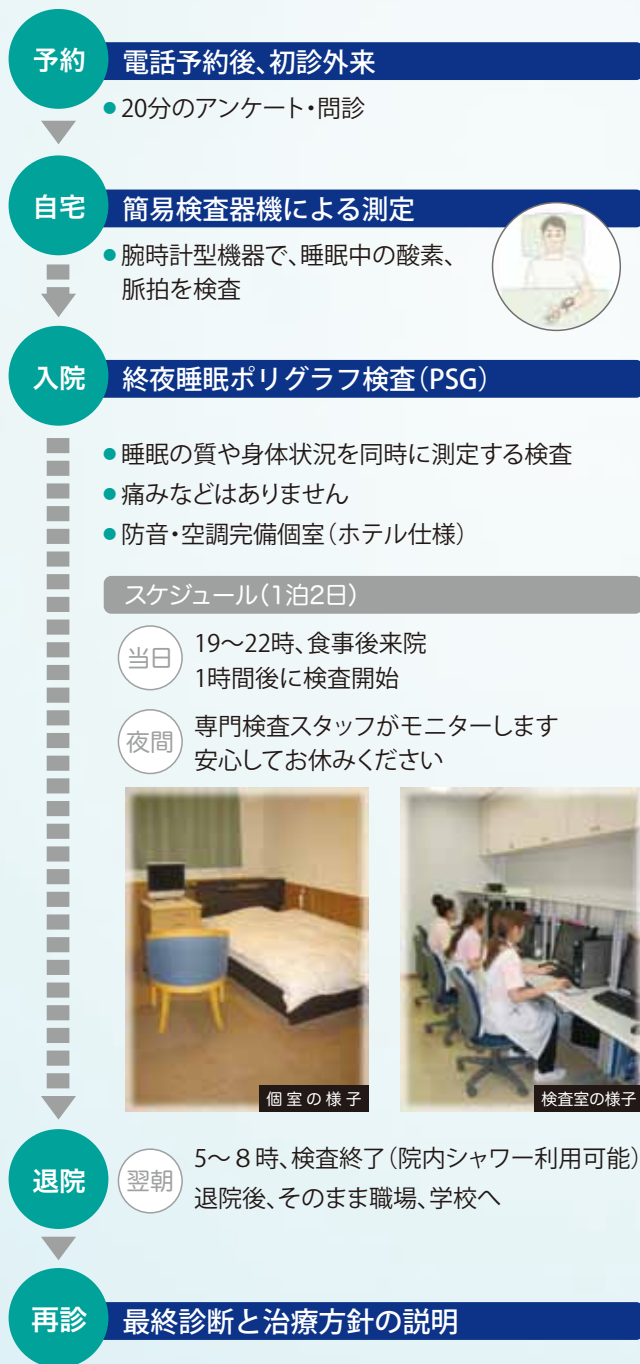 予約
電話予約後、初診外来
● 20分のアンケート・問診
自宅
簡易検査器機による測定
● 腕時計型機器で、睡眠中の酸素、
脈拍を検査
入院
終夜睡眠ポリグラフ検査(PSG)
● 睡眠の質や身体状況を同時に測定する検査
● 痛みなどはありません
● 防音・空調完備個室(ホテル仕様)
スケジュール(1泊2日)
当日
19〜22時、食事後来院
1時間後に検査開始
夜間
専門検査スタッフがモニターします
安心してお休みください
個室の様子
検査室の様子
退院
翌朝
5〜8時、検査終了(院内シャワー利用可能)
退院後、そのまま職場、学校へ
再診
最終診断と治療方針の説明